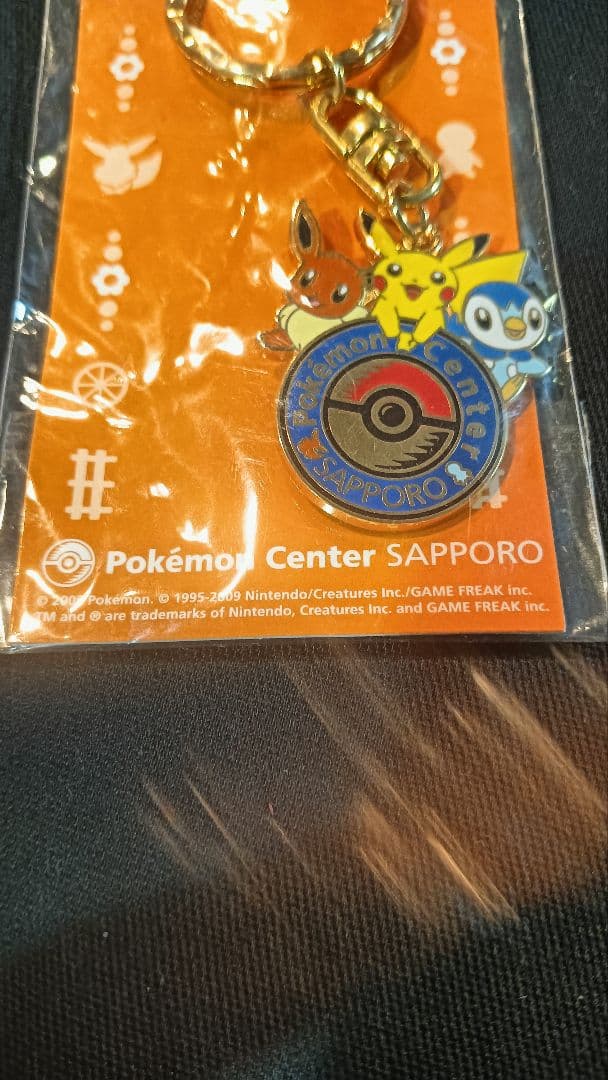 Pokémon Center
SAPPORO
Pokémon Center SAPPORO
© Pokémon. © 1995-2009 Nintendo/Creatures Inc./GAME FREAK inc.
TM and ® are trademarks of Nintendo, Creatures Inc. and GAME FREAK inc.